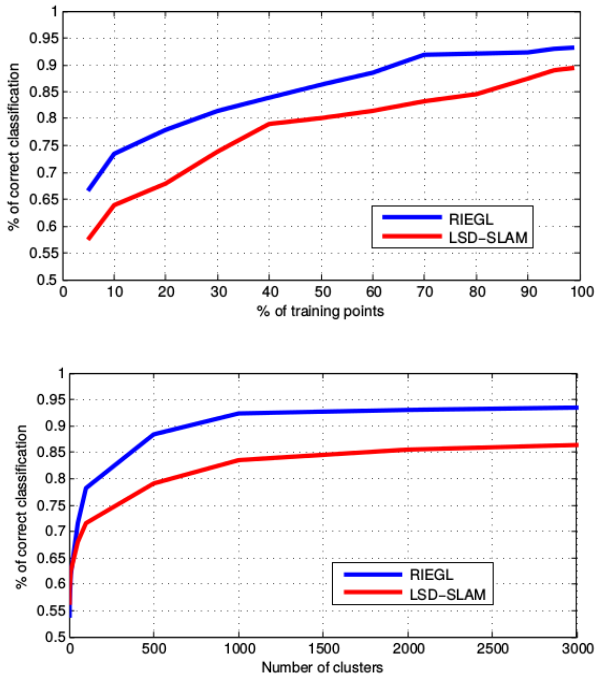 1
0.95
0.9
0.85
0.8
0.75
0.7
0.65
0.6
0.55
0.5
% of correct classification
RIEGL
LSD−SLAM
0 10 20 30 40 50 60 70 80 90 100
% of training points
1
0.95
0.9
0.85
0.8
0.75
0.7
0.65
0.6
0.55
0.5
% of correct classification
RIEGL
LSD−SLAM
0 500 1000 1500 2000 2500 3000
Number of clusters